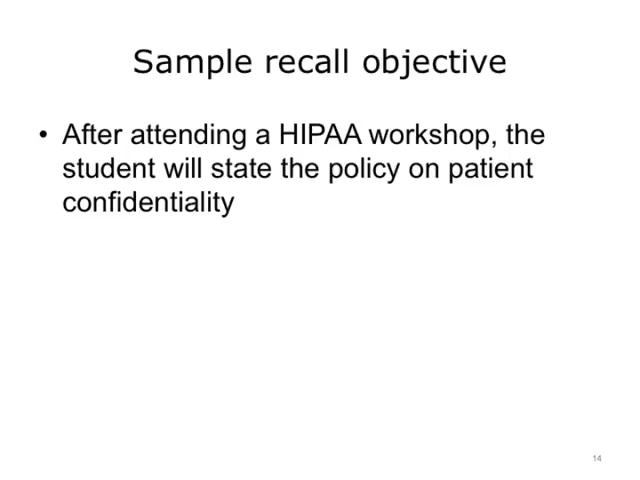 Sample recall objective
• After attending a HIPAA workshop, the
student will state the policy on patient
confidentiality
14